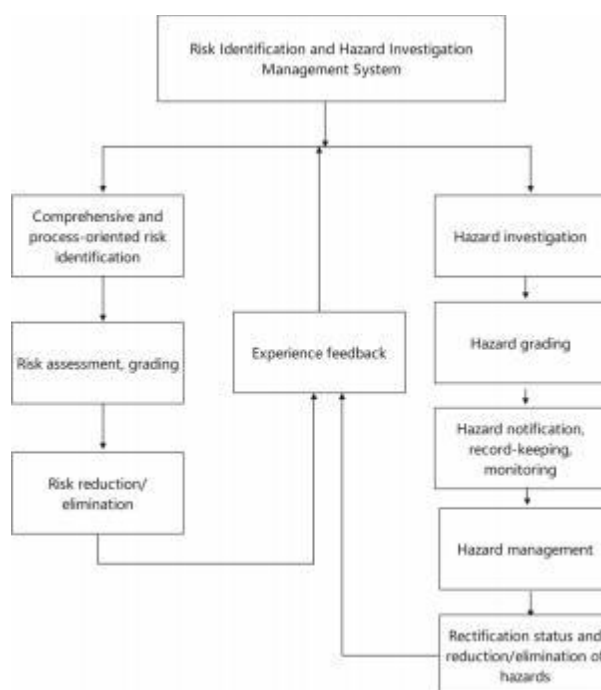 Risk Identification and Hazard Investigation
Management System
Comprehensive and
process-oriented risk
identification
Hazard investigation
Risk assessment, grading
Experience feedback
Hazard grading
Hazard notification,
record-keeping,
monitoring
Risk reduction/
elimination
Hazard management
Rectification status and
reduction/elimination of
hazards